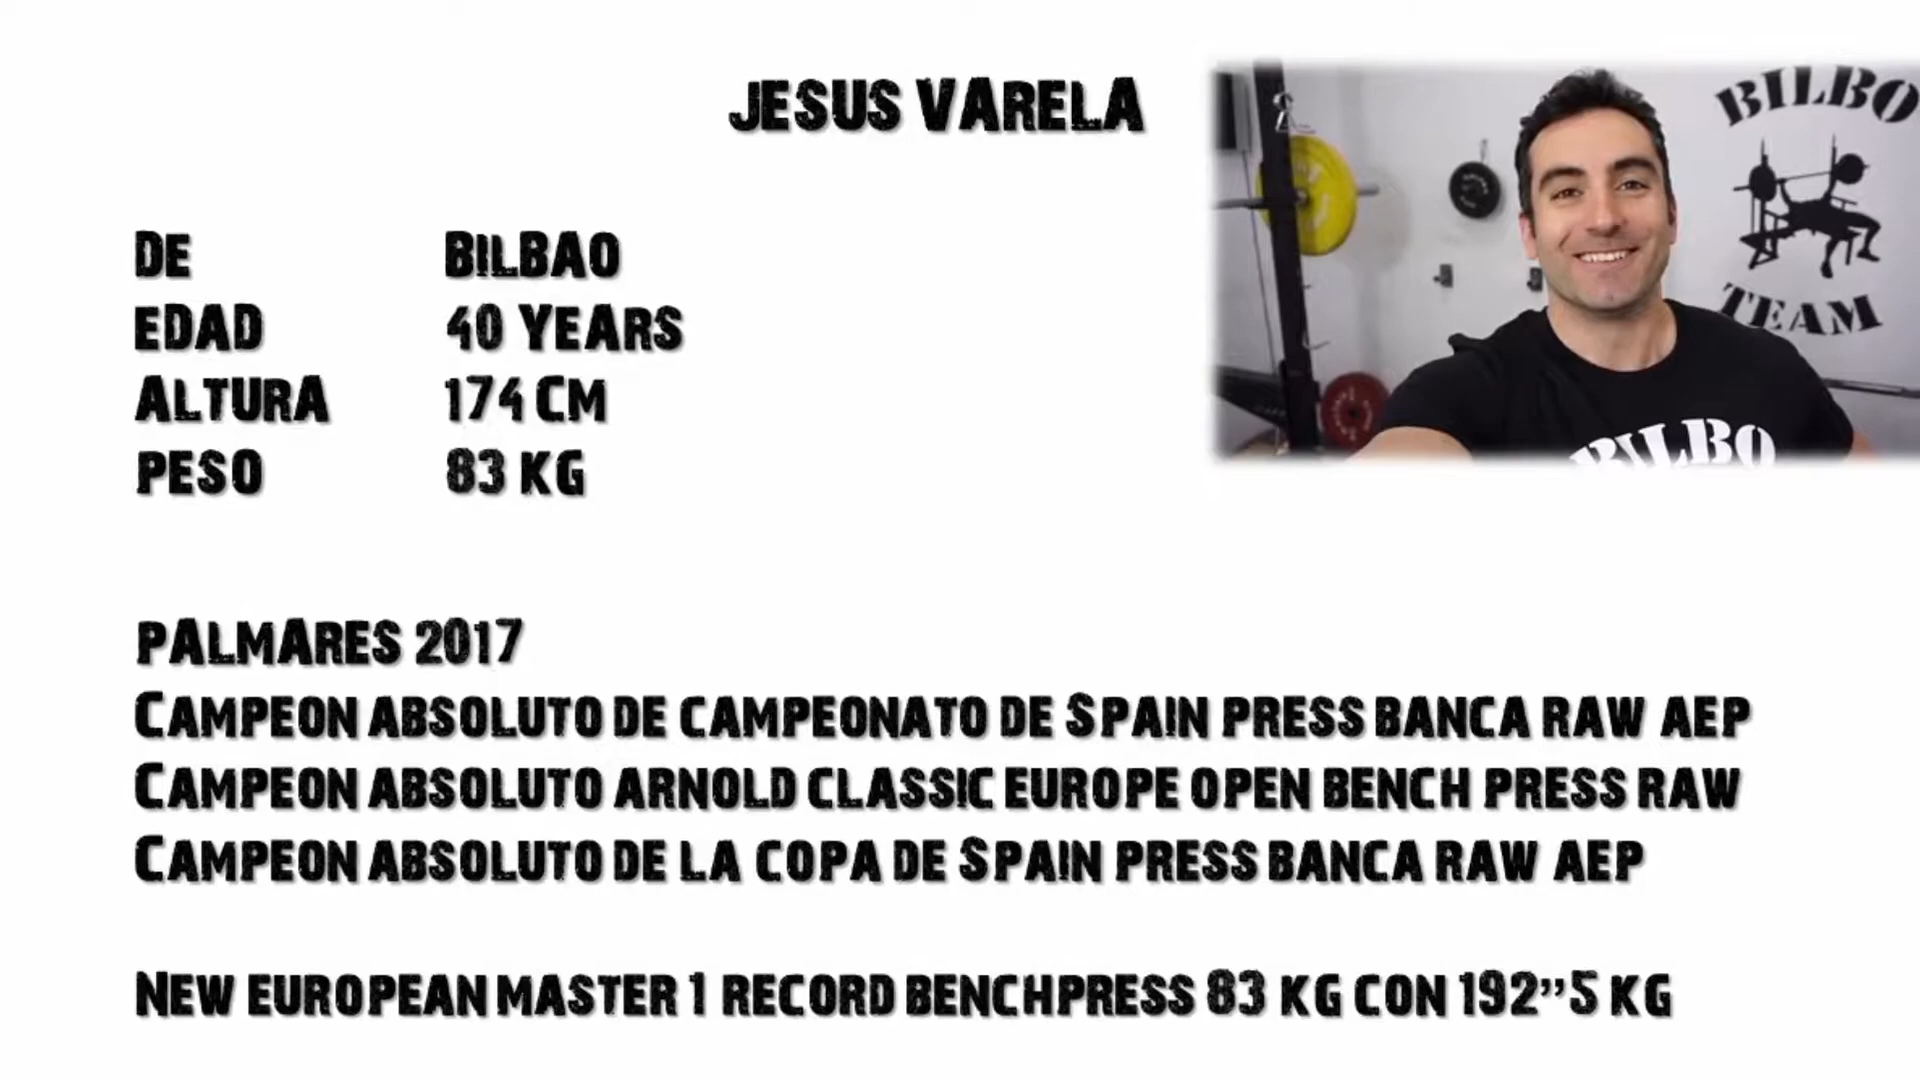 JESUS VARELA
BILBO
TEAM
BILBO
DE BILBAO
EDAD 40 YEARS
ALTURA 174 CM
PESO 83 KG
PALMARES 2017
CAMPEON ABSOLUTO DE CAMPEONATO DE SPAIN PRESS BANCA RAW AEP
CAMPEON ABSOLUTO ARNOLD CLASSIC EUROPE OPEN BENCH PRESS RAW
CAMPEON ABSOLUTO DE LA COPA DE SPAIN PRESS BANCA RAW AEP
NEW EUROPEAN MASTER 1 RECORD BENCHPRESS 83 KG CON 192”5 KG